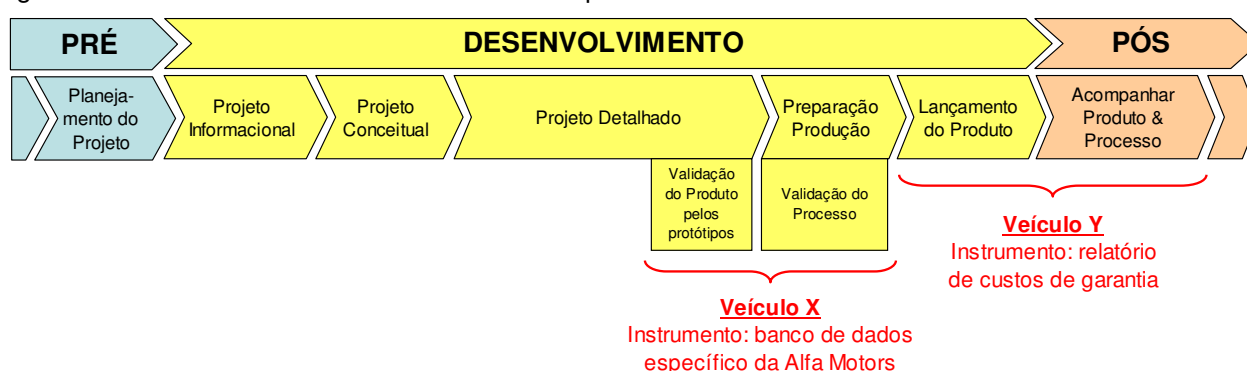 PRÉ
DESENVOLVIMENTO
PÓS
Planeja-
mento do
Projeto
Projeto
Informacional
Projeto
Conceitual
Projeto Detalhado
Preparação
Produção
Lançamento
do Produto
Acompanhar
Produto &
Processo
Validação
do Produto
pelos
protótipos
Validação do
Processo
Veículo Y
Instrumento: relatório
de custos de garantia
Veículo X
Instrumento: banco de dados
específico da Alfa Motors